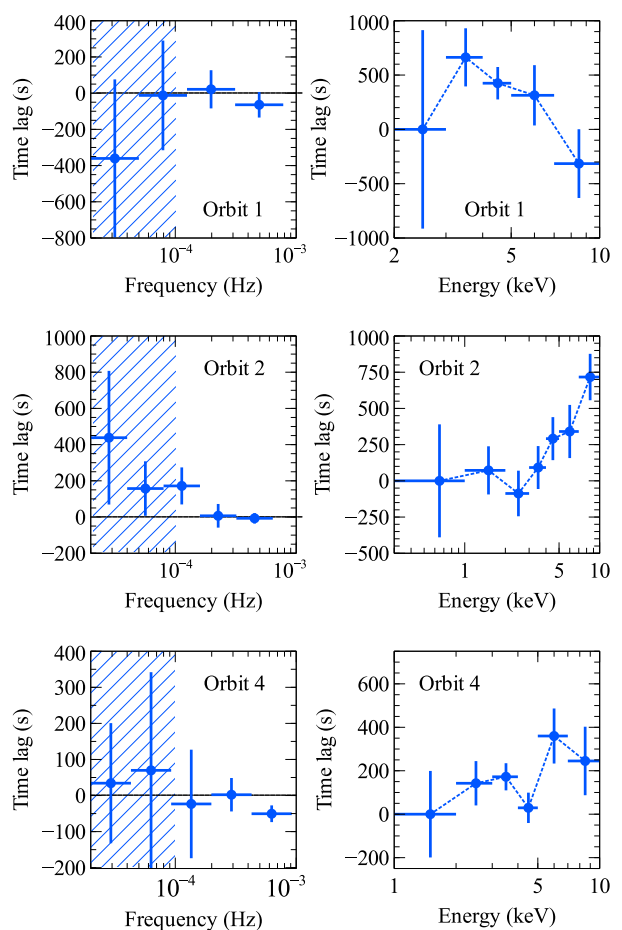 400
200
0
−200
−400
−600
−800
Time lag (s)
Orbit 1
10⁻⁴
10⁻³
Frequency (Hz)
1000
500
0
−500
−1000
Time lag (s)
Orbit 1
2
5
10
Energy (keV)
1000
800
600
400
200
0
−200
Time lag (s)
Orbit 2
10⁻⁴
10⁻³
Frequency (Hz)
1000
750
500
250
0
−250
−500
Time lag (s)
Orbit 2
1
5
10
Energy (keV)
400
300
200
100
0
−100
−200
Time lag (s)
Orbit 4
10⁻⁴
10⁻³
Frequency (Hz)
600
400
200
0
−200
Time lag (s)
Orbit 4
1
5
10
Energy (keV)